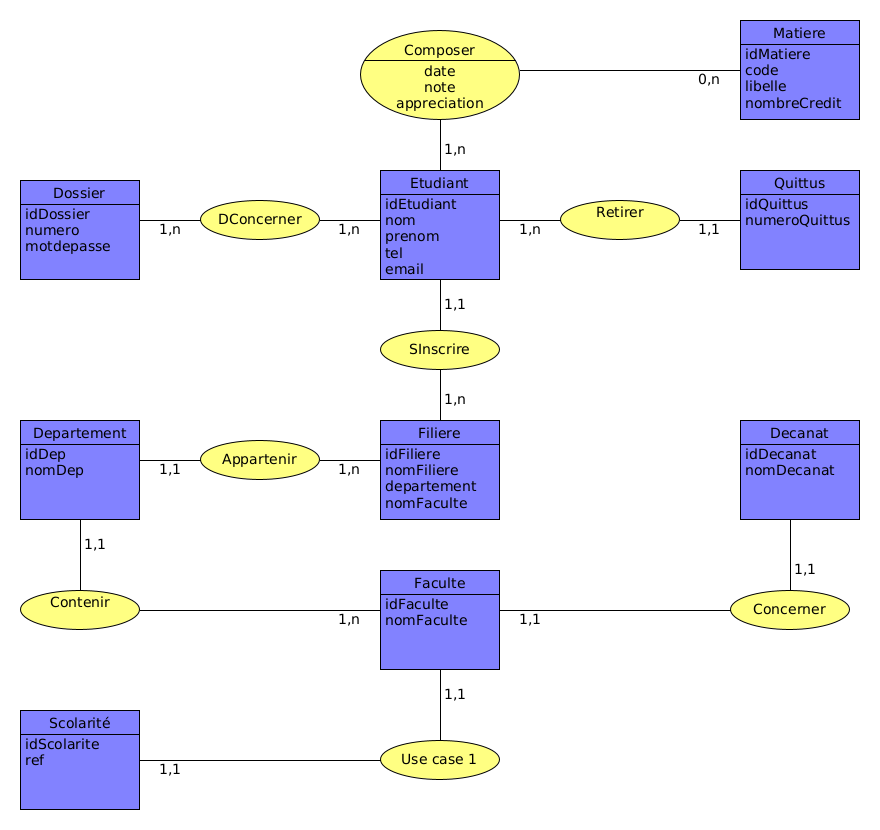 Composer
date
note
appreciation
Matiere
idMatiere
code
libelle
nombreCredit
0,n
1,n
Dossier
idDossier
numero
motdepasse
1,n
DConcerner
1,n
Etudiant
idEtudiant
nom
prenom
tel
email
1,n
Retirer
1,1
Quittus
idQuittus
numeroQuittus
1,1
SInscrire
1,n
Departement
idDep
nomDep
1,1
Appartenir
1,n
Filiere
idFiliere
nomFiliere
departement
nomFaculte
Decanat
idDecanat
nomDecanat
1,1
Contenir
1,n
Faculte
idFaculte
nomFaculte
1,1
1,1
Concerner
1,1
Scolarité
idScolarite
ref
1,1
Use case 1